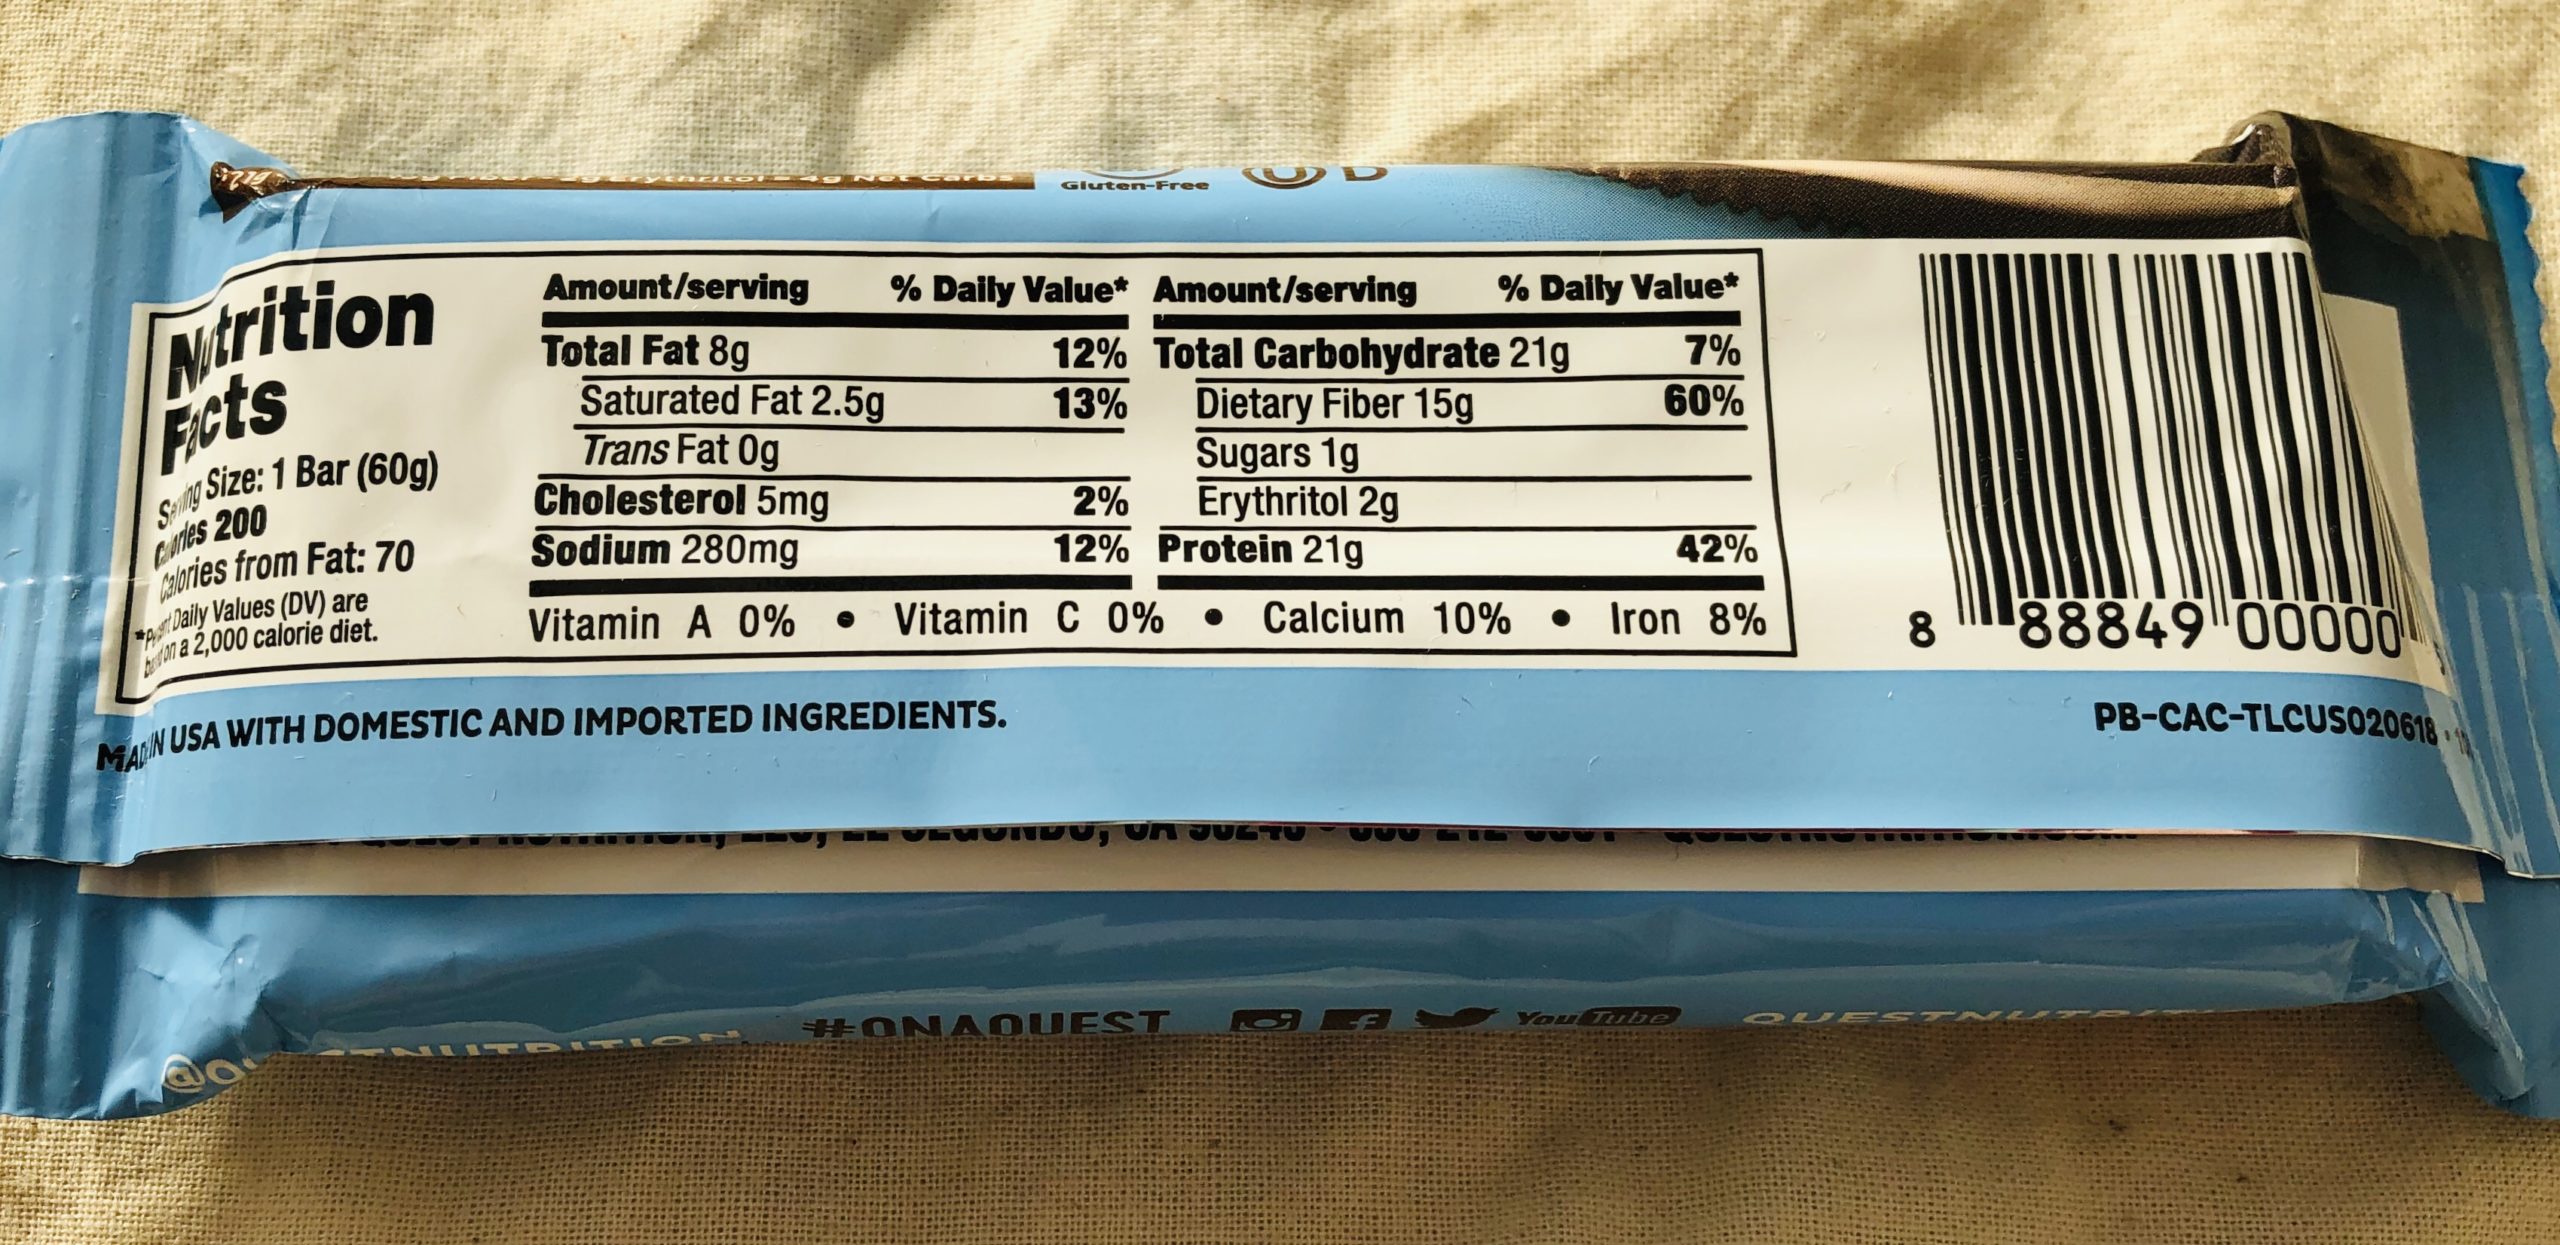 4g Net Carbs
Gluten-Free
U D
Nutrition
Facts
Serving Size: 1 Bar (60g)
Calories 200
Calories from Fat: 70
*Percent Daily Values (DV) are
based on a 2,000 calorie diet.
Amount/serving % Daily Value*
Total Fat 8g 12%
Saturated Fat 2.5g 13%
Trans Fat 0g
Cholesterol 5mg 2%
Sodium 280mg 12%
Amount/serving % Daily Value*
Total Carbohydrate 21g 7%
Dietary Fiber 15g 60%
Sugars 1g
Erythritol 2g
Protein 21g 42%
Vitamin A 0% • Vitamin C 0% • Calcium 10% • Iron 8%
8 88849 00000
MADE IN USA WITH DOMESTIC AND IMPORTED INGREDIENTS.
PB-CAC-TLCUS020618
#ONAQUEST YouTube